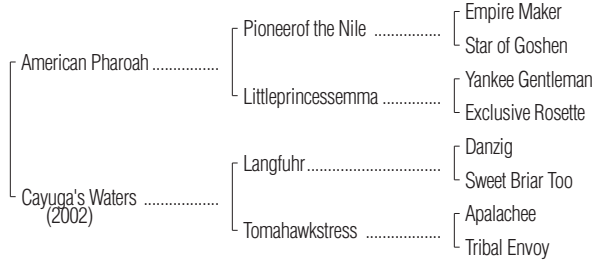 Empire Maker
Pioneerof the Nile ................
Star of Goshen
American Pharoah ................
Yankee Gentleman
Littleprincessemma ..............
Exclusive Rosette
Danzig
Langfuhr................................
Sweet Briar Too
Cayuga's Waters ..................
(2002)
Apalachee
Tomahawkstress ..................
Tribal Envoy